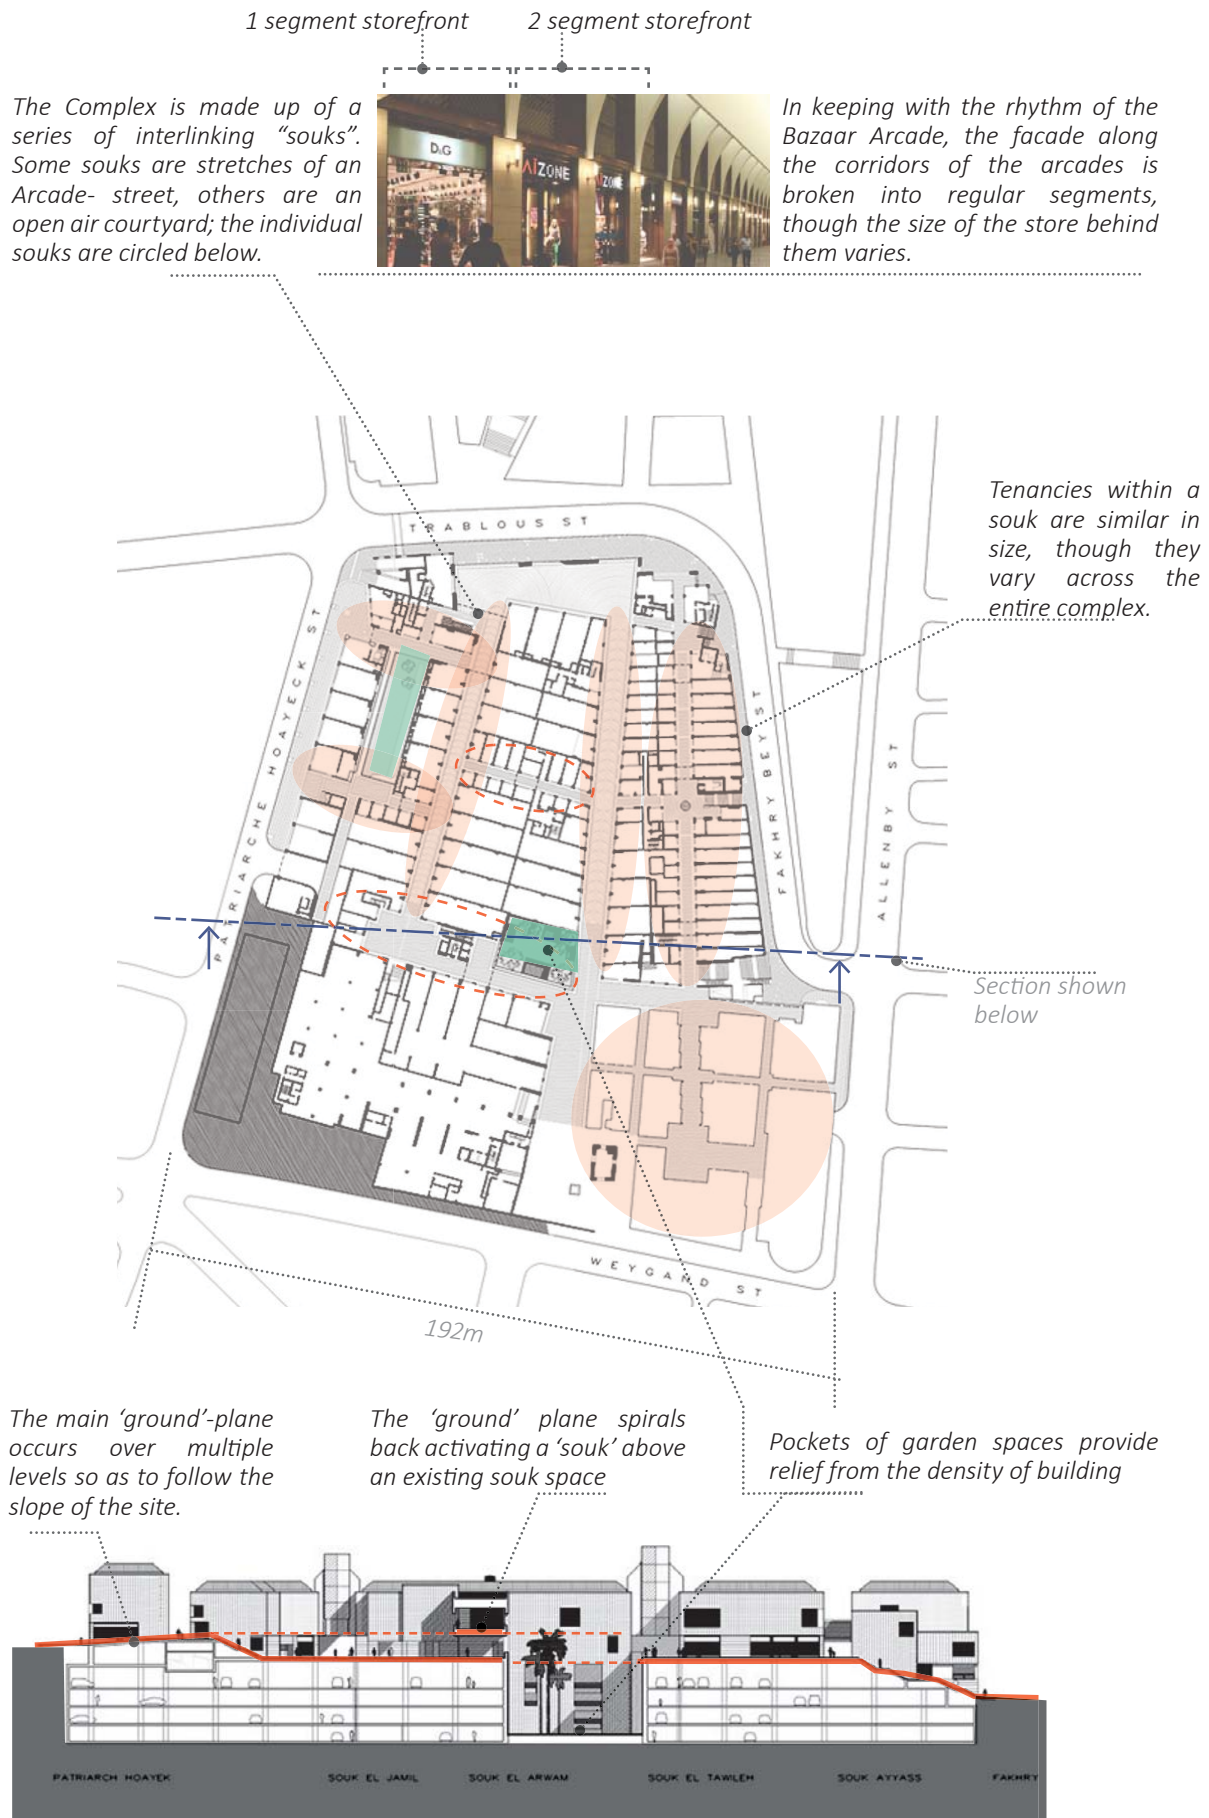 1 segment storefront
2 segment storefront
The Complex is made up of a
series of interlinking “souks”.
Some souks are stretches of an
Arcade- street, others are an
open air courtyard; the individual
souks are circled below.
D&G
AÏZONE
AÏZONE
In keeping with the rhythm of the
Bazaar Arcade, the facade along
the corridors of the arcades is
broken into regular segments,
though the size of the store behind
them varies.
Tenancies within a
souk are similar in
size, though they
vary across the
entire complex.
TRABLOUS ST
PATRIARCHE HOAYECK ST
FAKHRY BEYST
ALLENBY ST
Section shown
below
WEYGAND ST
192m
The main ‘ground’-plane
occurs over multiple
levels so as to follow the
slope of the site.
The ‘ground’ plane spirals
back activating a ‘souk’ above
an existing souk space
Pockets of garden spaces provide
relief from the density of building
PATRIARCH HOAYEK
SOUK EL JAMIL
SOUK EL ARWAM
SOUK EL TAWILEH
SOUK AYYASS
FAKHRY